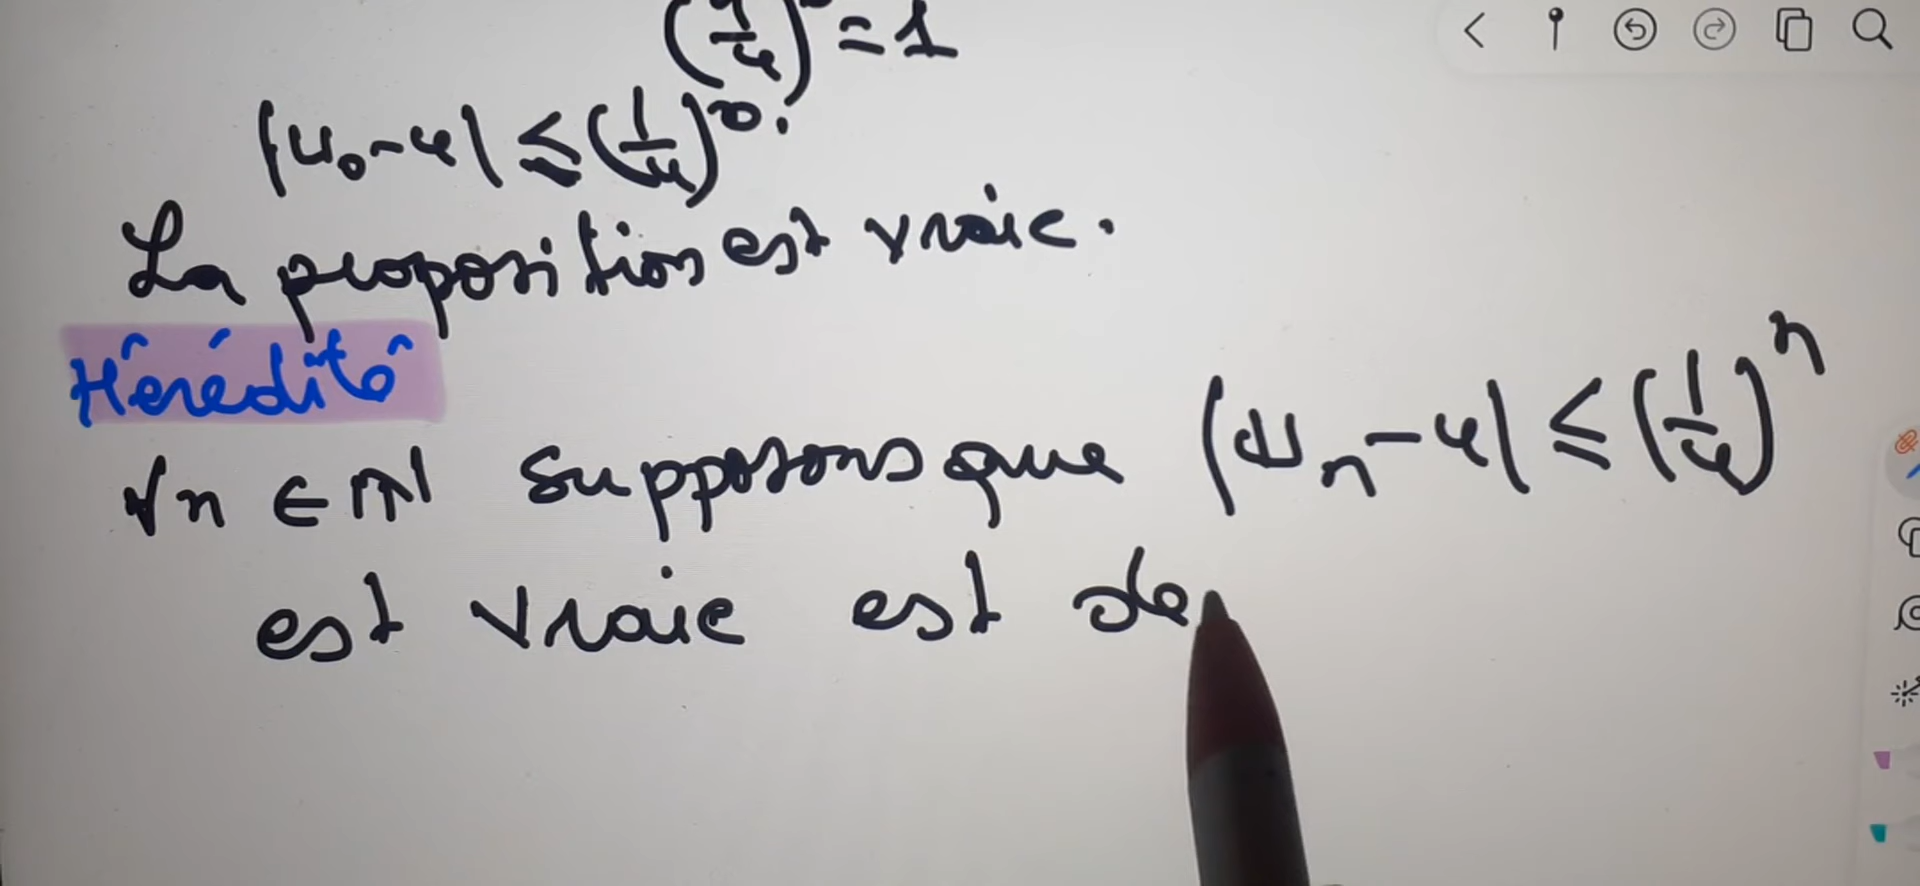 (1/4)⁰ = 1
|u₀-4| ≤ (1/4)⁰.
La proposition est vraie.
Hérédité
∀n ∈ ℕ supposons que |Uₙ-4| ≤ (1/4)ⁿ
est vraie est de